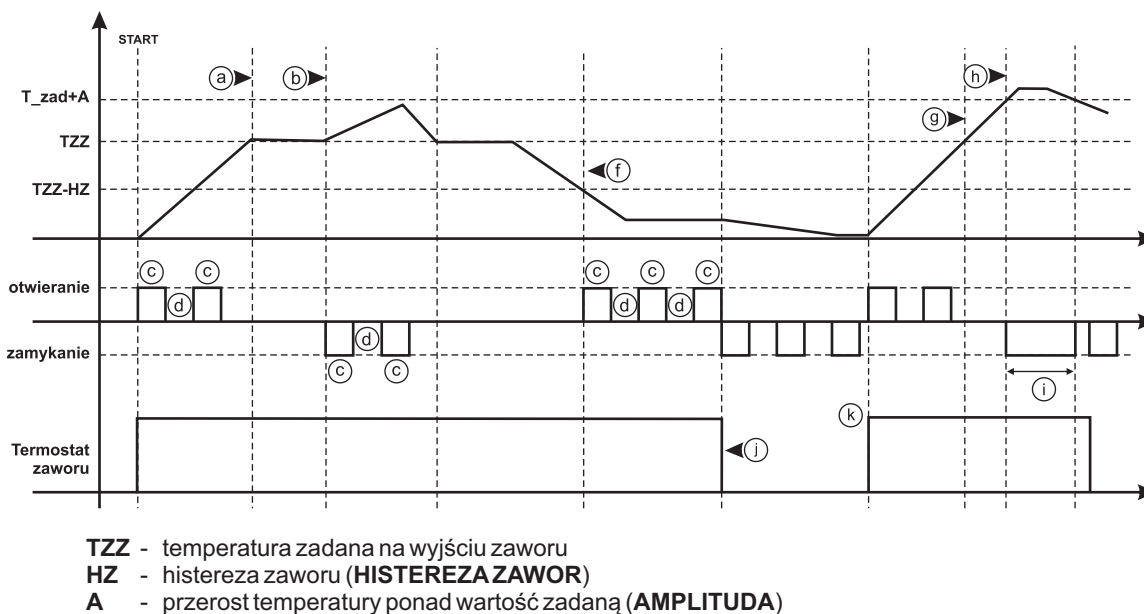 START
a b h
T_zad+A
g
TZZ
f
TZZ-HZ
c c c c c
otwieranie
d d d
zamykanie
d
c c
i
k
Termostat
zaworu
j
TZZ - temperatura zadana na wyjściu zaworu
HZ - histereza zaworu (HISTEREZA ZAWOR)
A - przerost temperatury ponad wartość zadaną (AMPLITUDA)